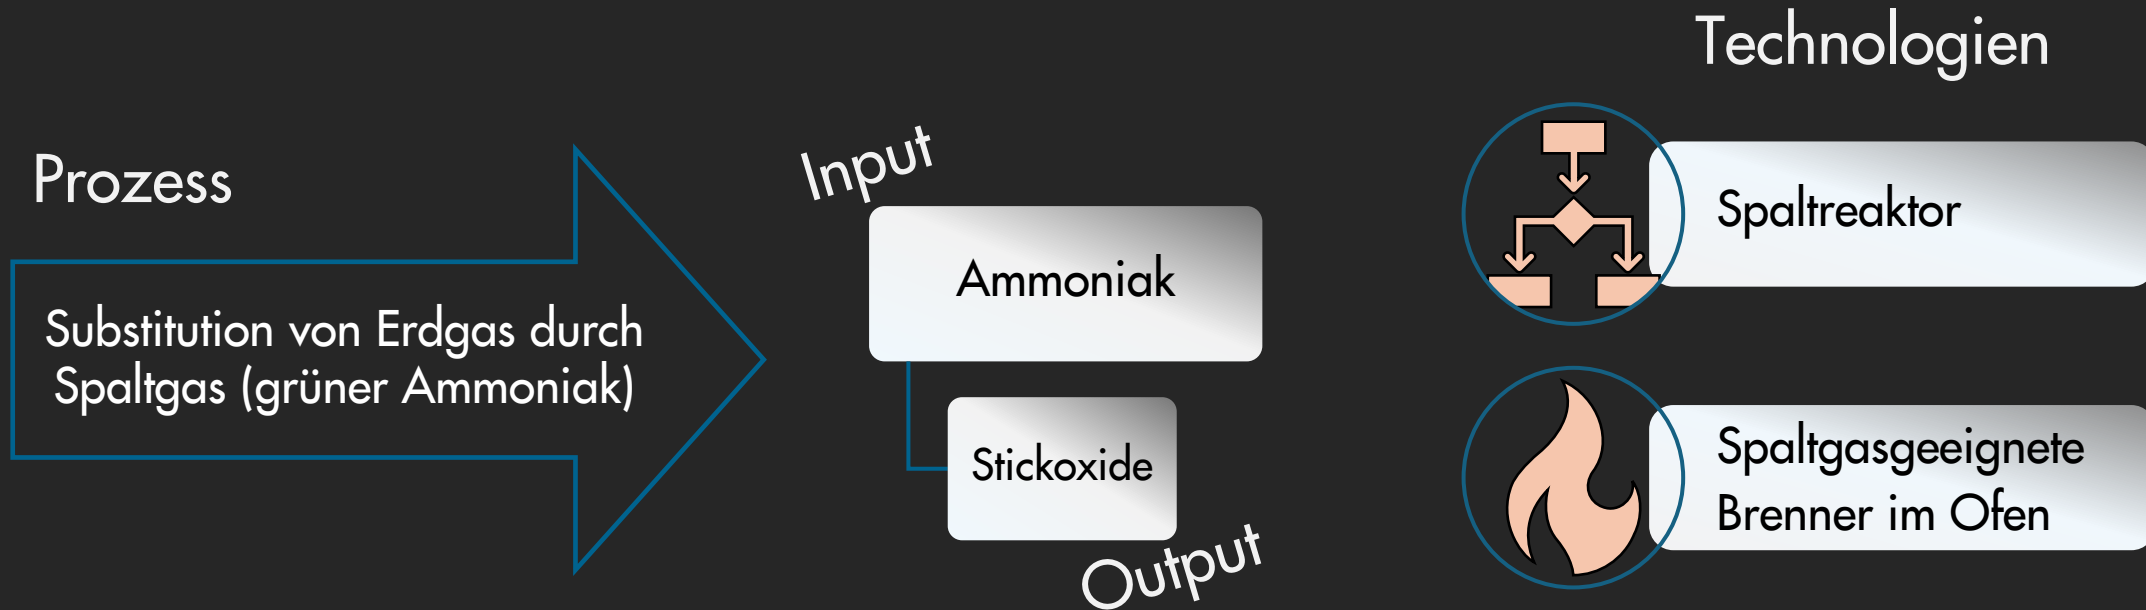 Prozess
Substitution von Erdgas durch
Spaltgas (grüner Ammoniak)
Input
Ammoniak
Stickoxide
Output
Technologien
Spaltreaktor
Spaltgasgeeignete
Brenner im Ofen